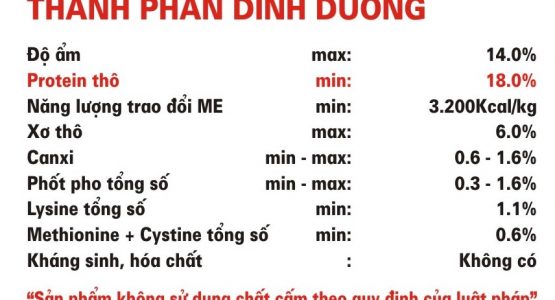 THÀNH PHẦN DINH DƯỠNG
Độ ẩm max: 14.0%
Protein thô min: 18.0%
Năng lượng trao đổi ME min: 3.200Kcal/kg
Xơ thô max: 6.0%
Canxi min - max: 0.6 - 1.6%
Phốt pho tổng số min - max: 0.3 - 1.6%
Lysine tổng số min: 1.1%
Methionine + Cystine tổng số min: 0.6%
Kháng sinh, hóa chất : Không có
“Sản phẩm không sử dụng chất cấm theo quy định của luật pháp”